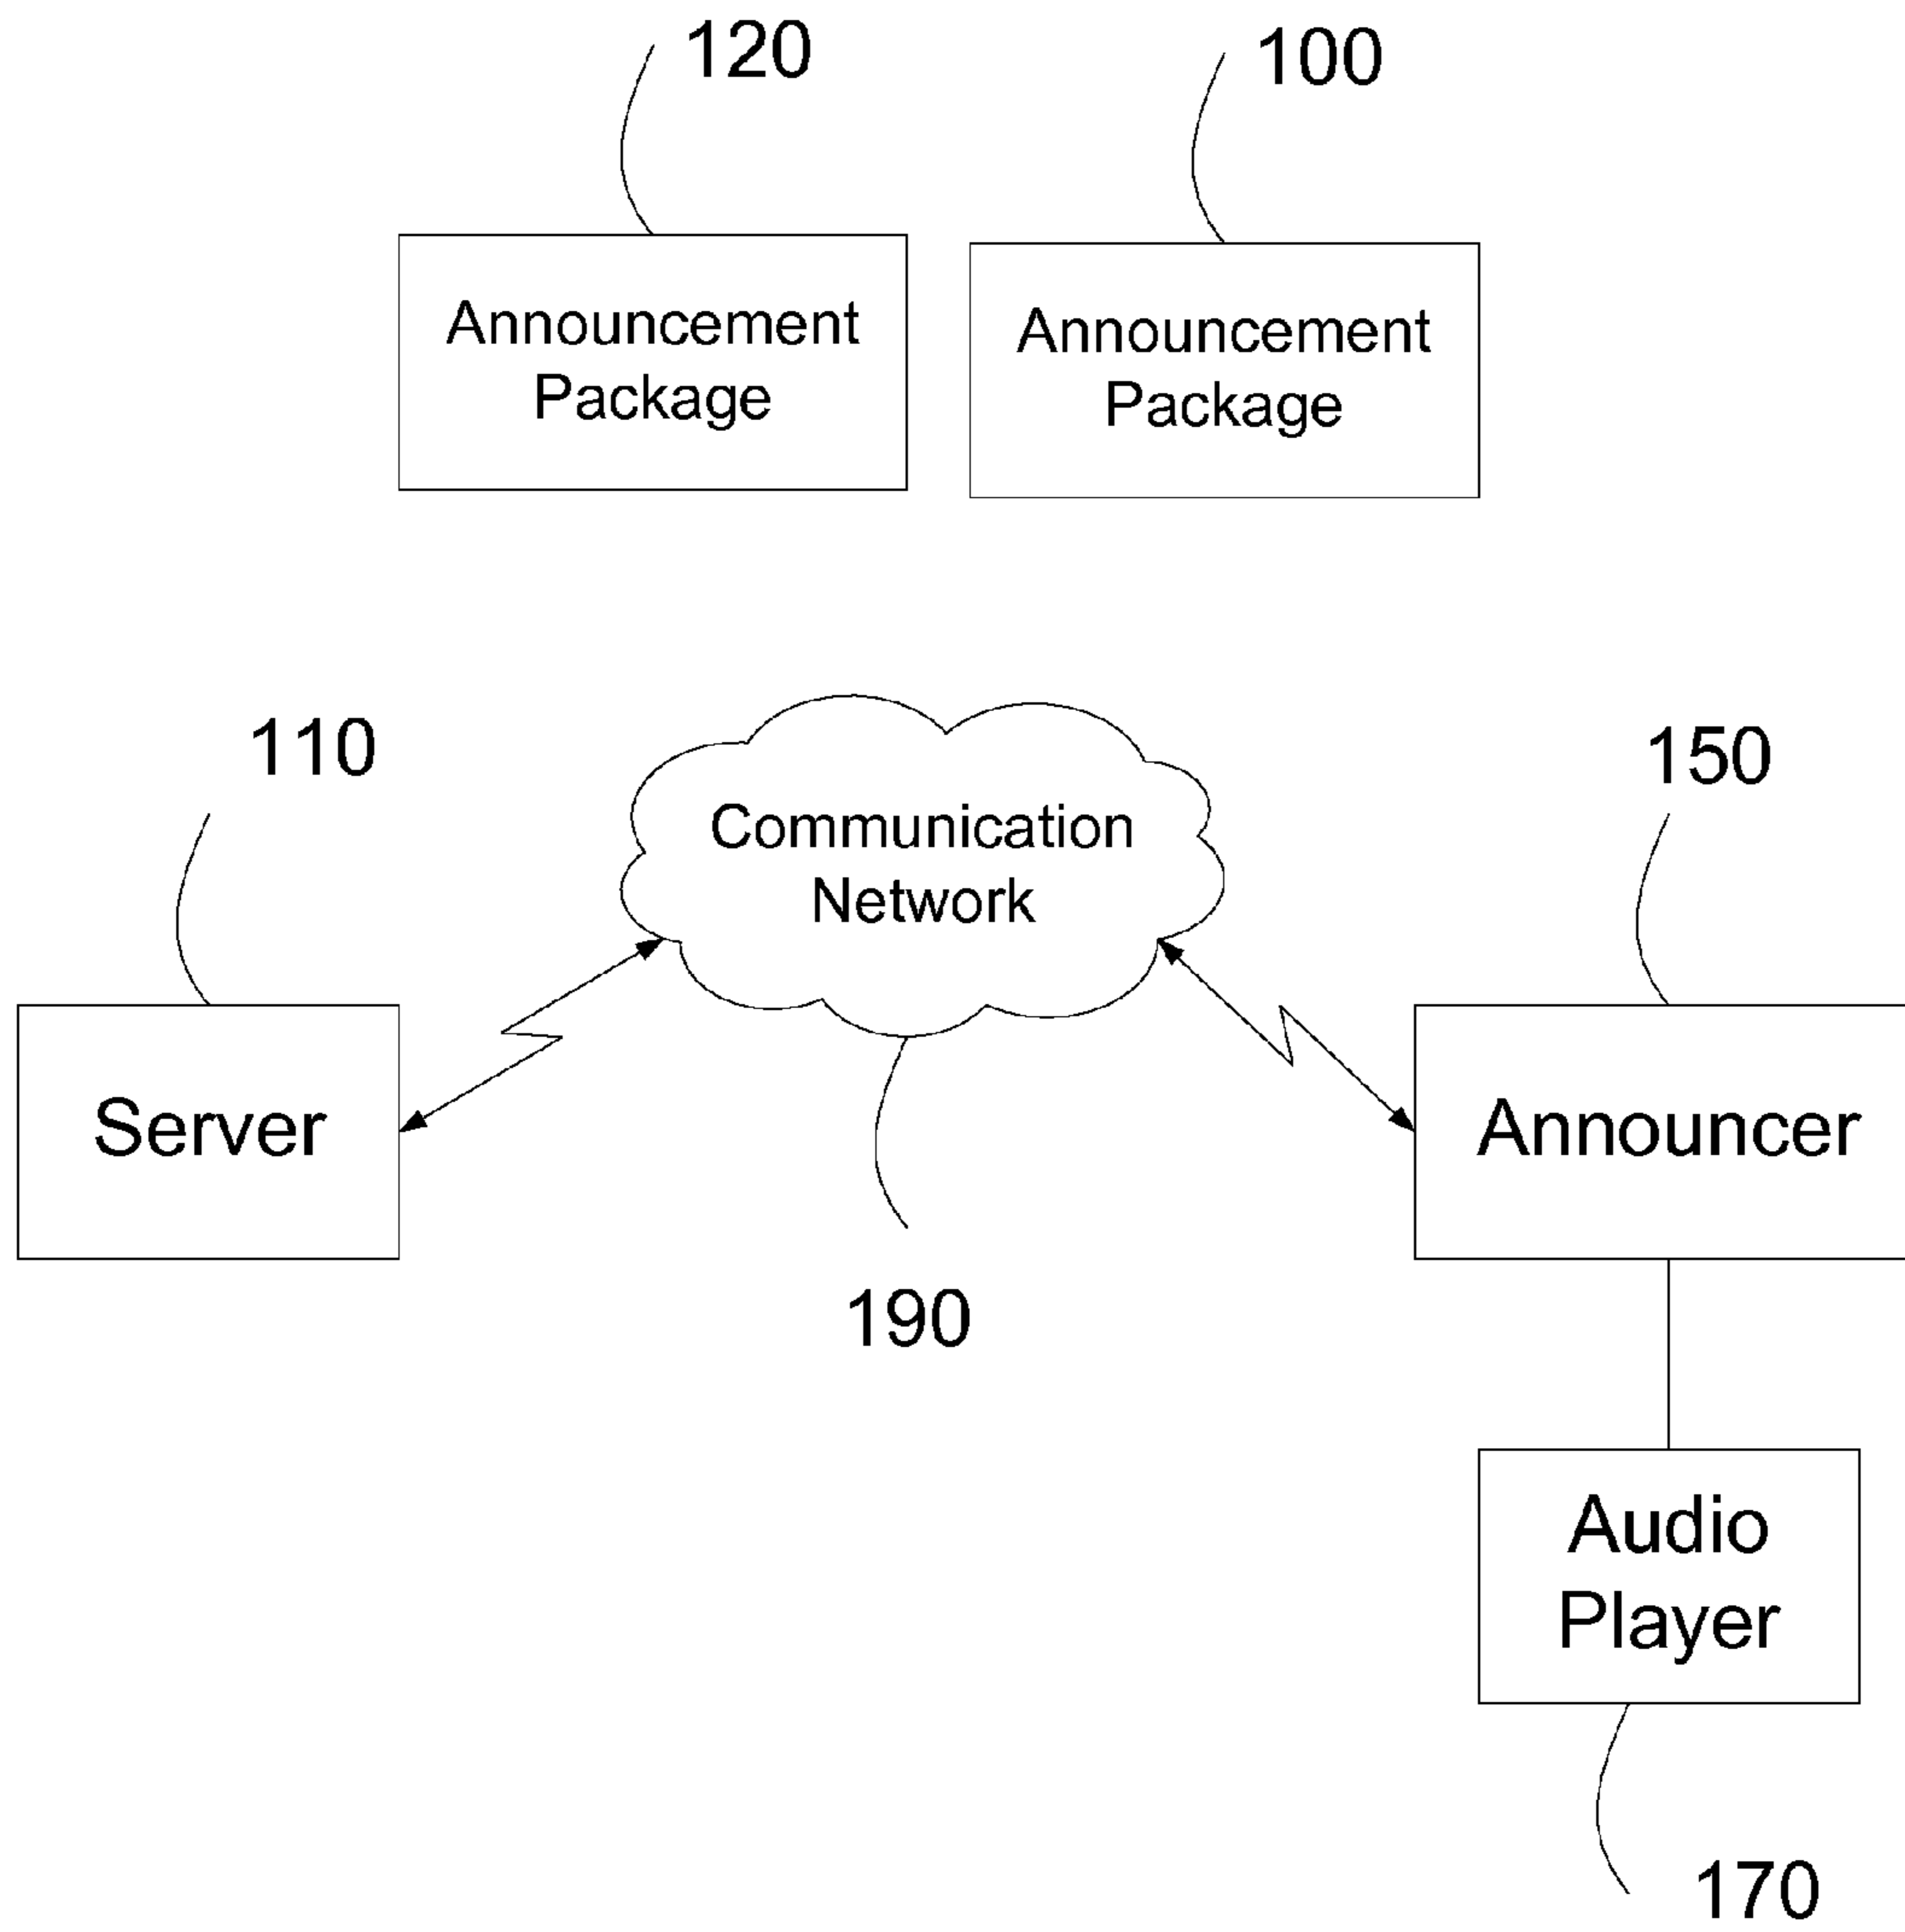 120
100
Announcement
Package
Announcement
Package
110
150
Communication
Network
Server
Announcer
190
Audio
Player
170